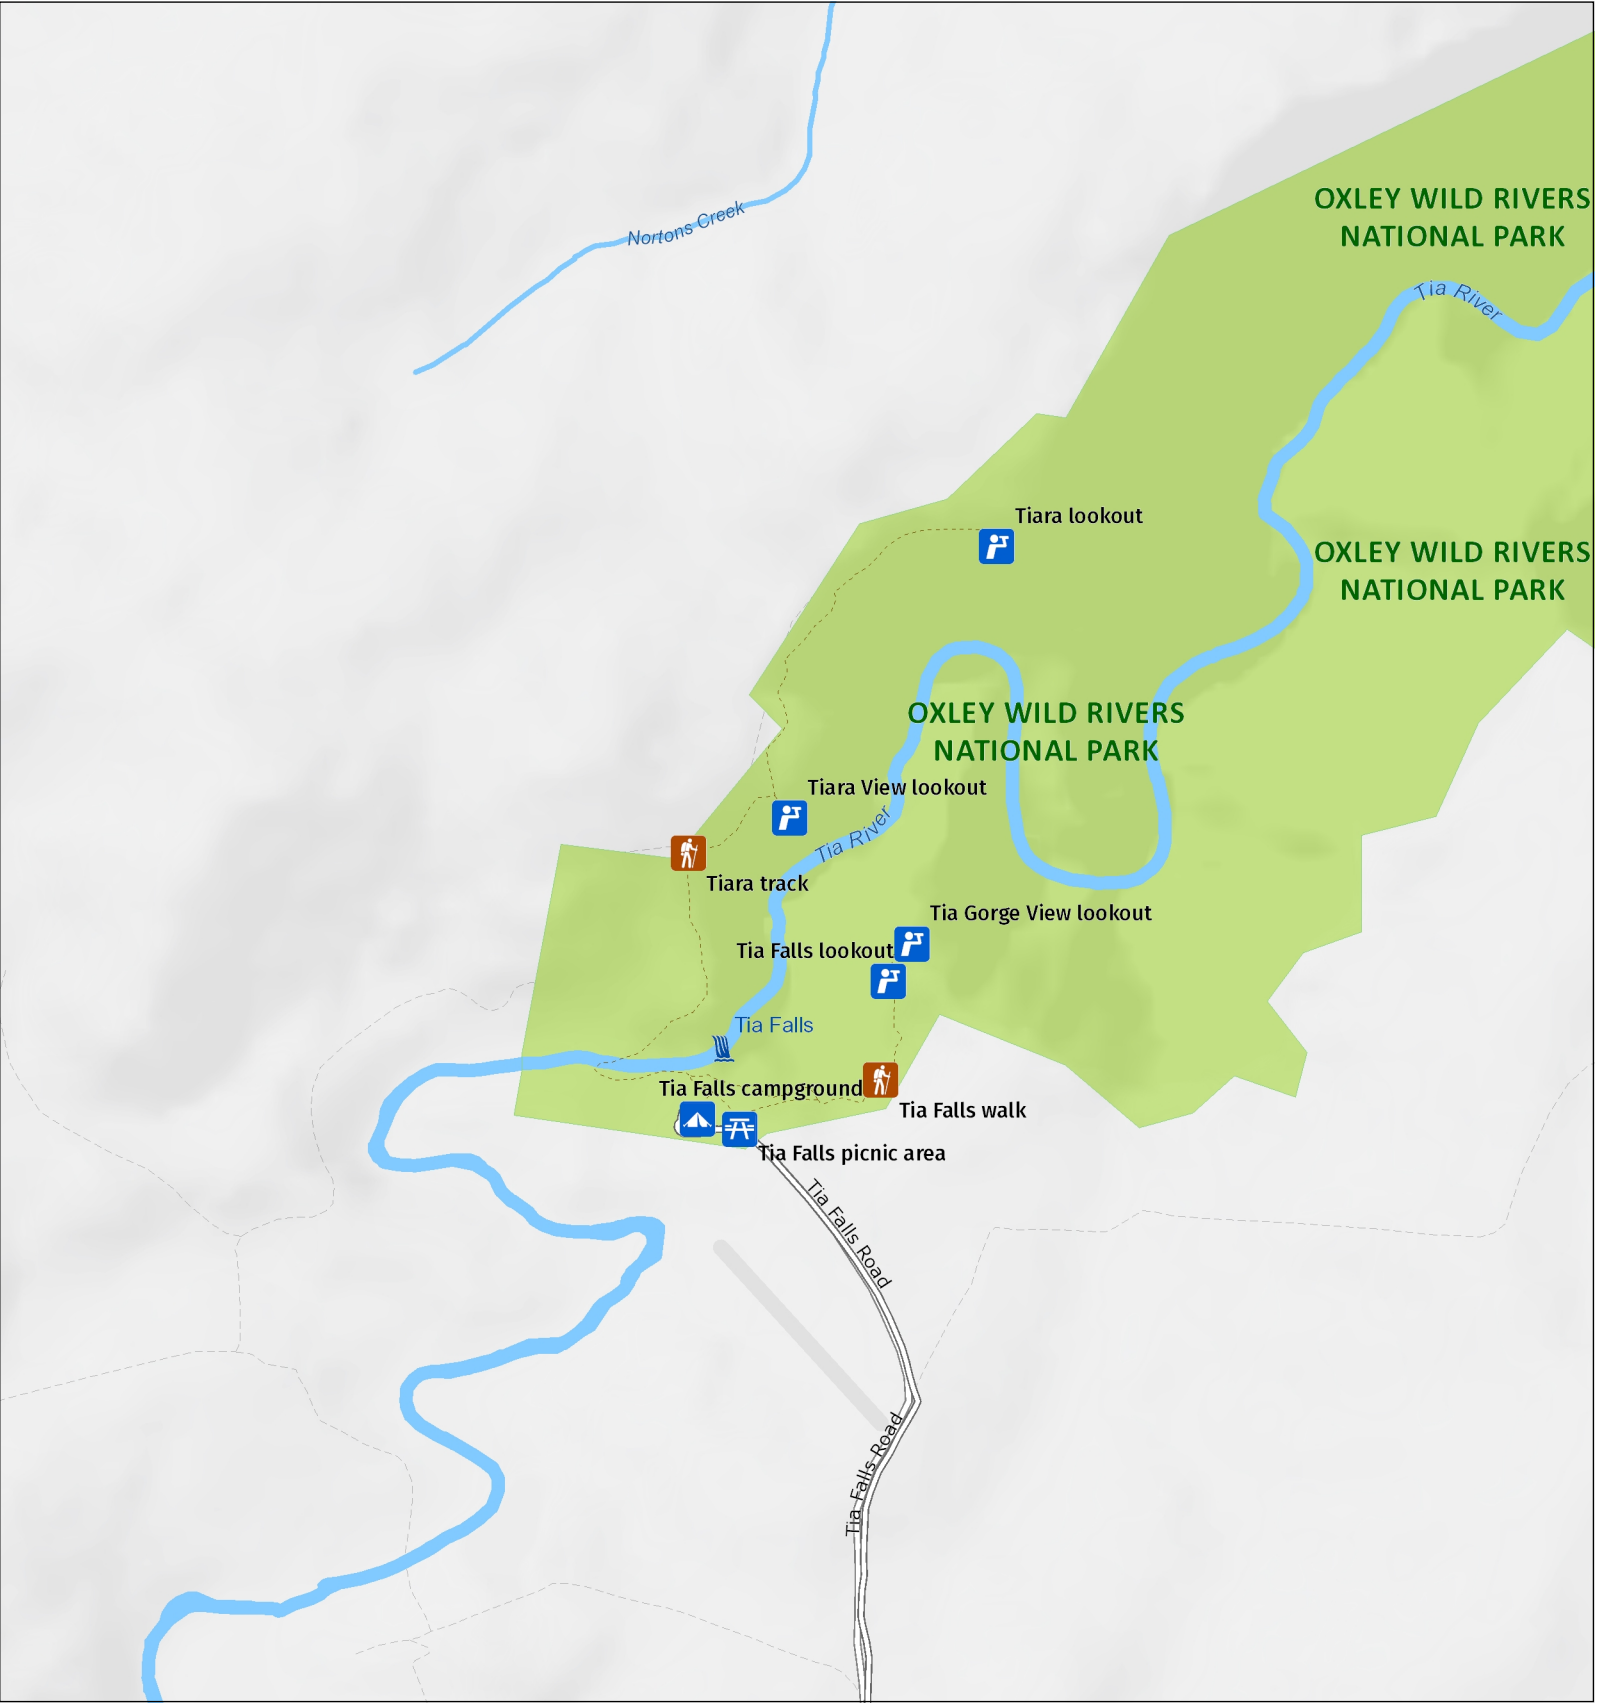 OXLEY WILD RIVERS
NATIONAL PARK
Nortons Creek
Tia River
Tiara lookout
OXLEY WILD RIVERS
NATIONAL PARK
OXLEY WILD RIVERS
NATIONAL PARK
Tiara View lookout
Tia River
Tiara track
Tia Gorge View lookout
Tia Falls lookout
Tia Falls
Tia Falls campground
Tia Falls walk
Tia Falls picnic area
Tia Falls Road
Tia Falls Road